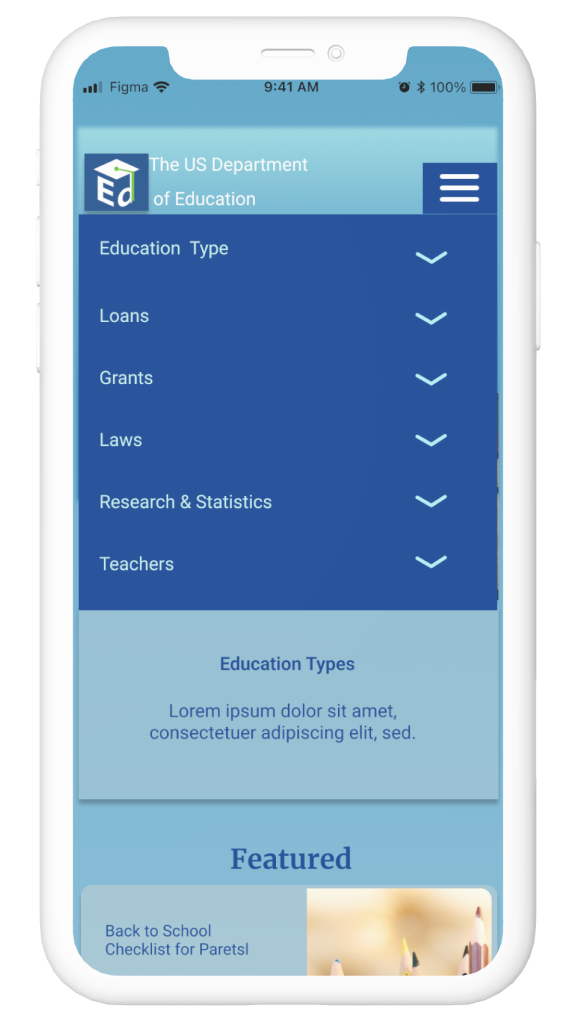 Figma 9:41 AM 100%
The US Department
Ed of Education
Education Type
Loans
Grants
Laws
Research & Statistics
Teachers
Education Types
Lorem ipsum dolor sit amet,
consectetuer adipiscing elit, sed.
Featured
Back to School
Checklist for Paretsl